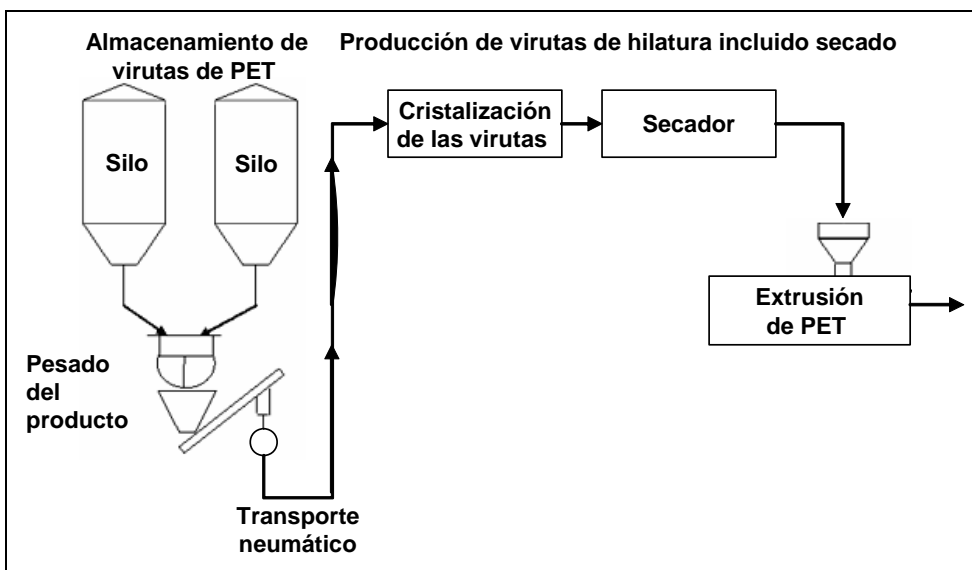 Almacenamiento de
virutas de PET
Producción de virutas de hilatura incluido secado
Silo
Silo
Cristalización
de las virutas
Secador
Extrusión
de PET
Pesado
del
producto
Transporte
neumático